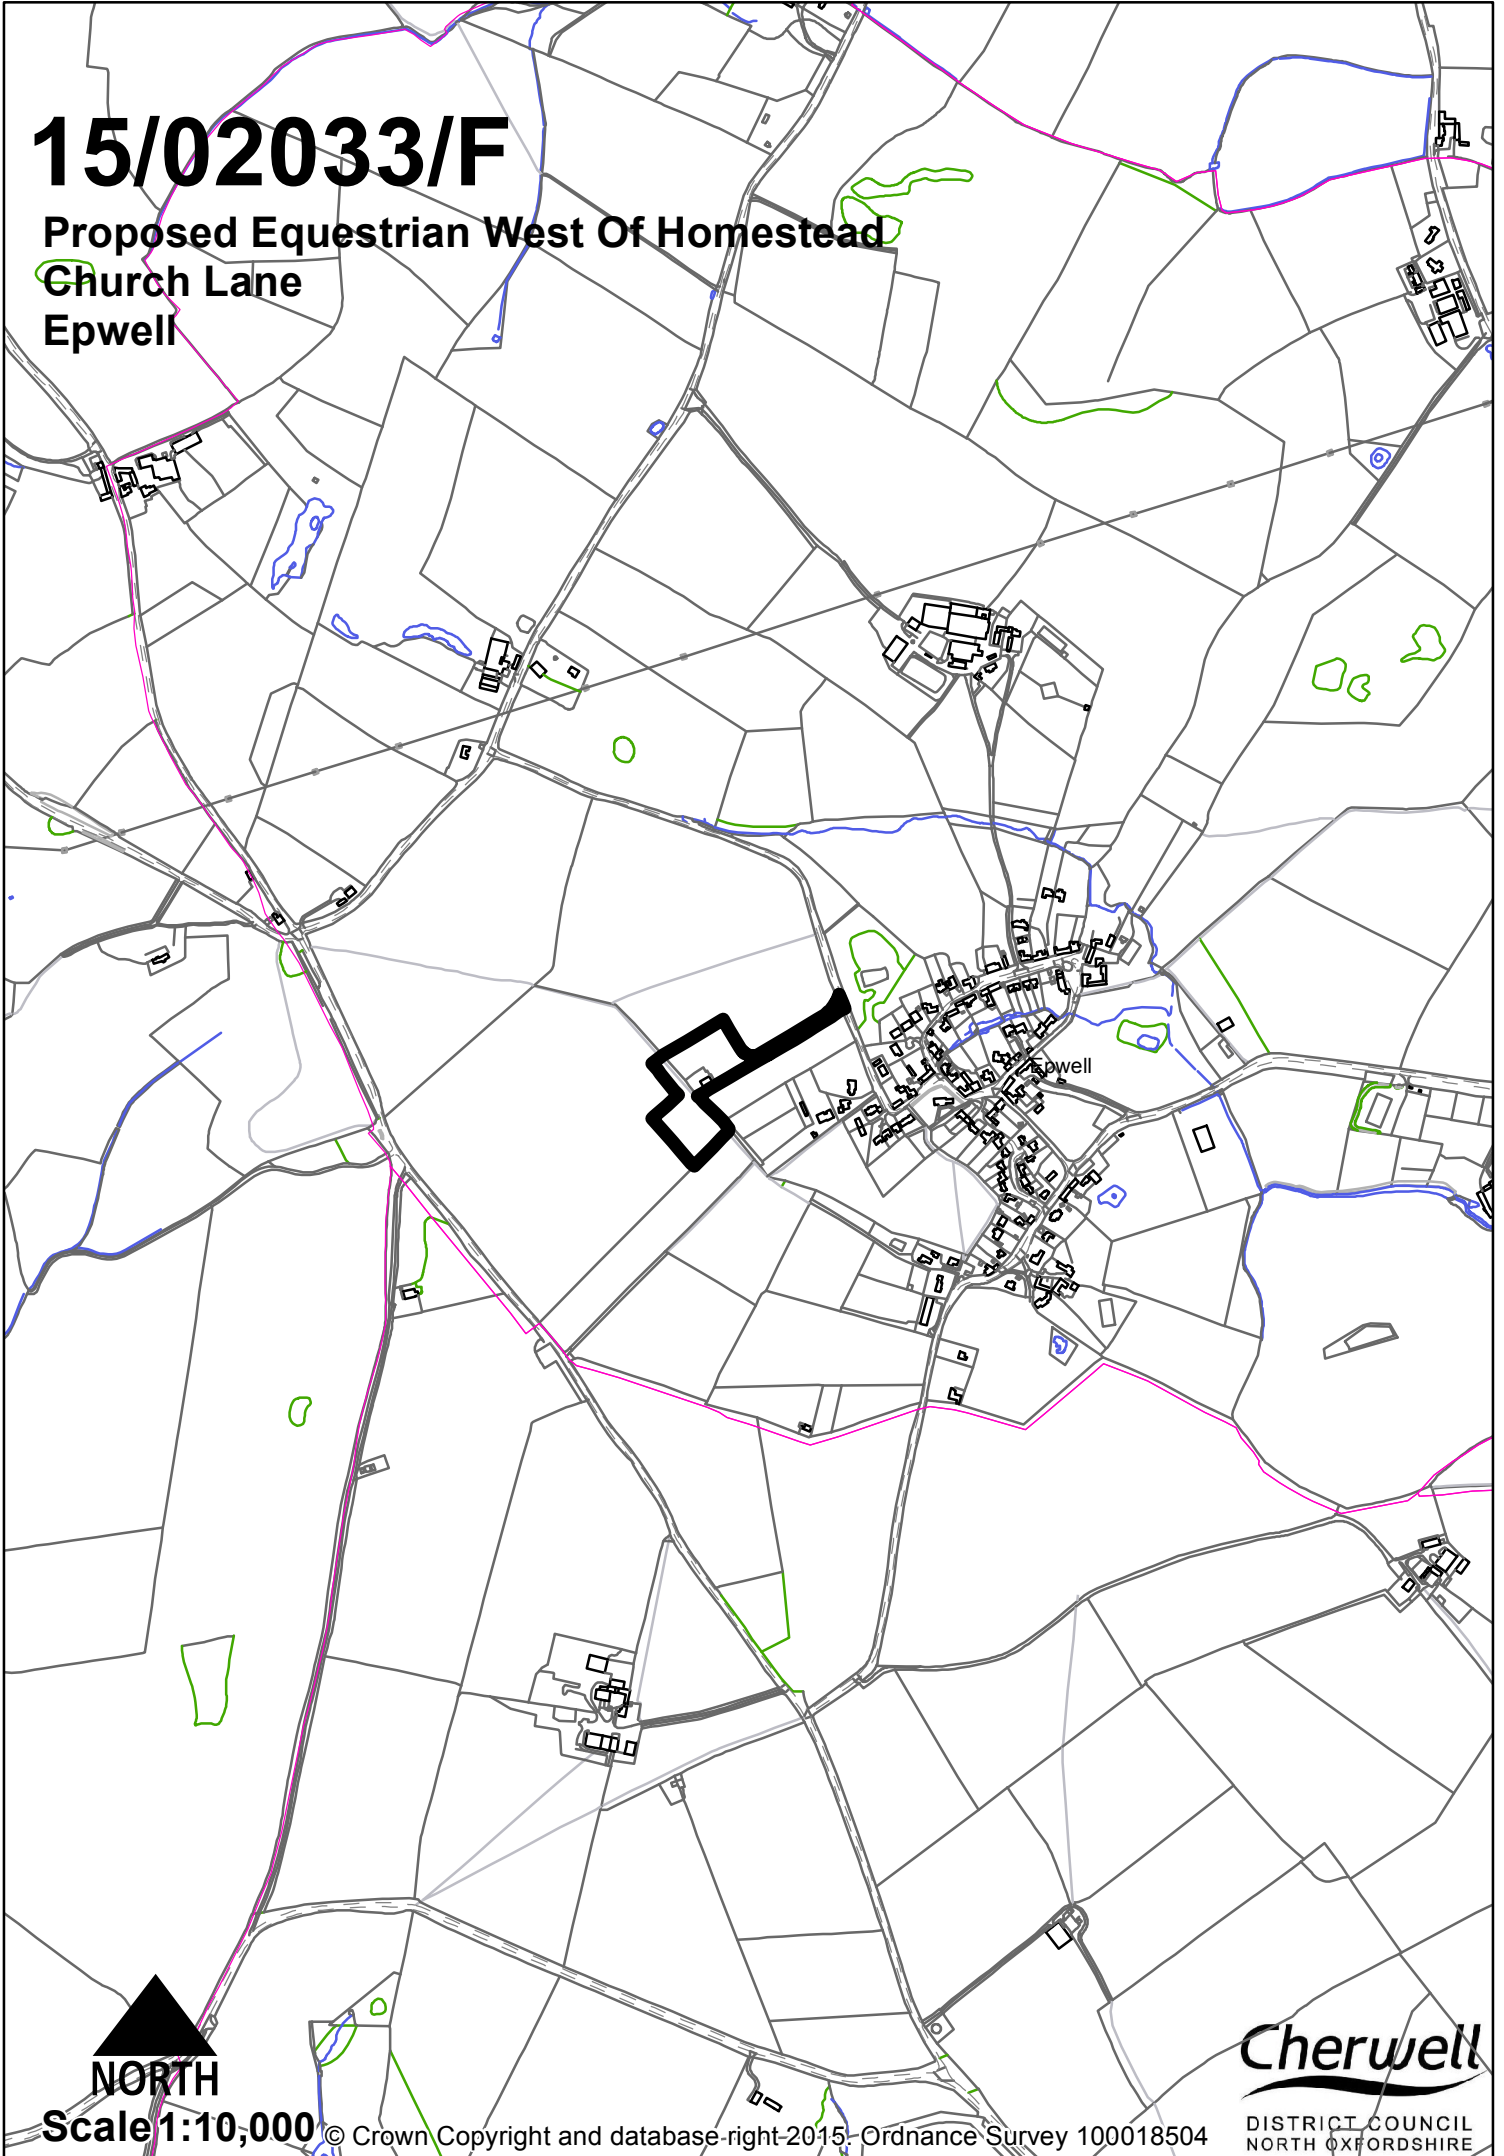 15/02033/F
Proposed Equestrian West Of Homestead
Church Lane
Epwell
Epwell
NORTH
Scale 1:10,000
© Crown Copyright and database right 2015. Ordnance Survey 100018504
Cherwell
DISTRICT COUNCIL
NORTH OXFORDSHIRE